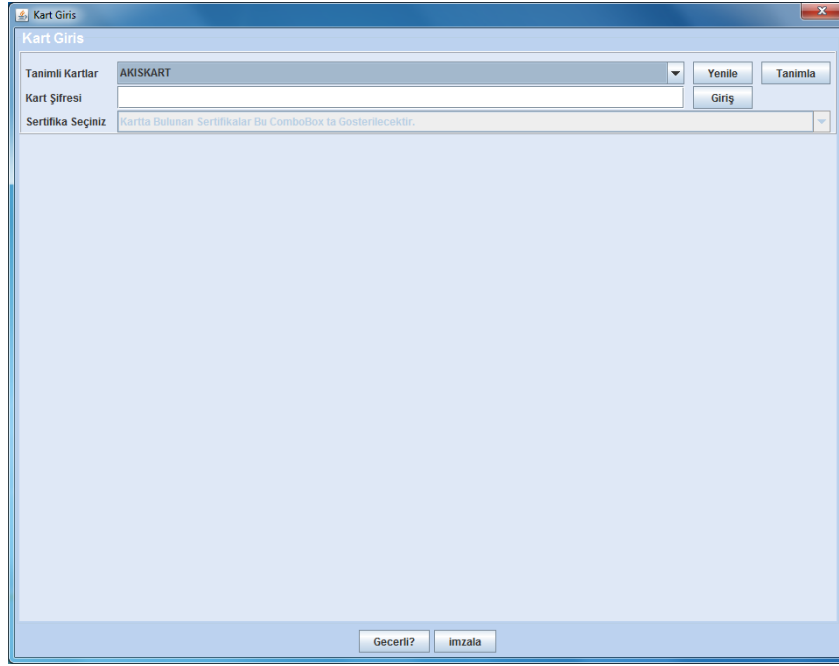 Kart Giris
Kart Giris
Tanimli Kartlar AKISKART Yenile Tanimla
Kart Şifresi Giriş
Sertifika Seçiniz Kartta Bulunan Sertifikalar Bu ComboBox ta Gosterilecektir.
Gecerli? imzala